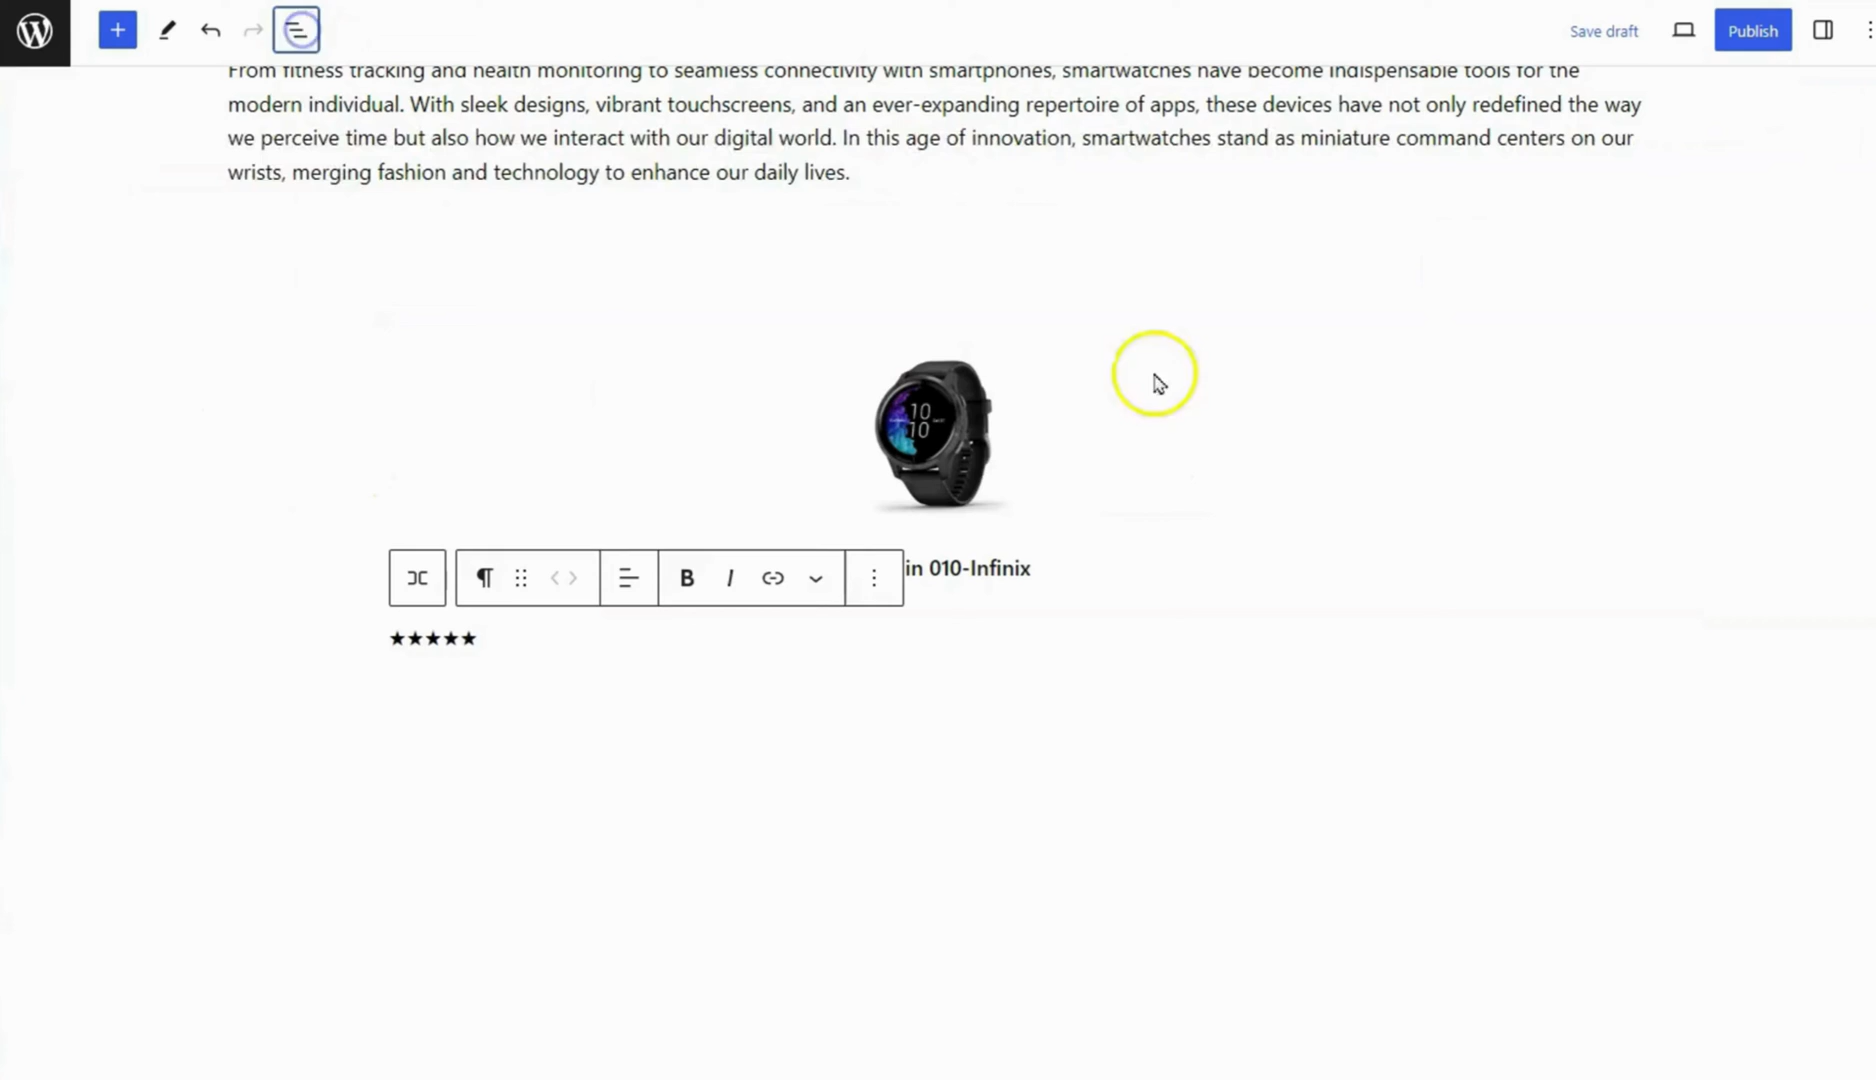 Save draft
Publish
From fitness tracking and health monitoring to seamless connectivity with smartphones, smartwatches have become indispensable tools for the
modern individual. With sleek designs, vibrant touchscreens, and an ever-expanding repertoire of apps, these devices have not only redefined the way
we perceive time but also how we interact with our digital world. In this age of innovation, smartwatches stand as miniature command centers on our
wrists, merging fashion and technology to enhance our daily lives.
10
10
B I
in 010-Infinix
★★★★★